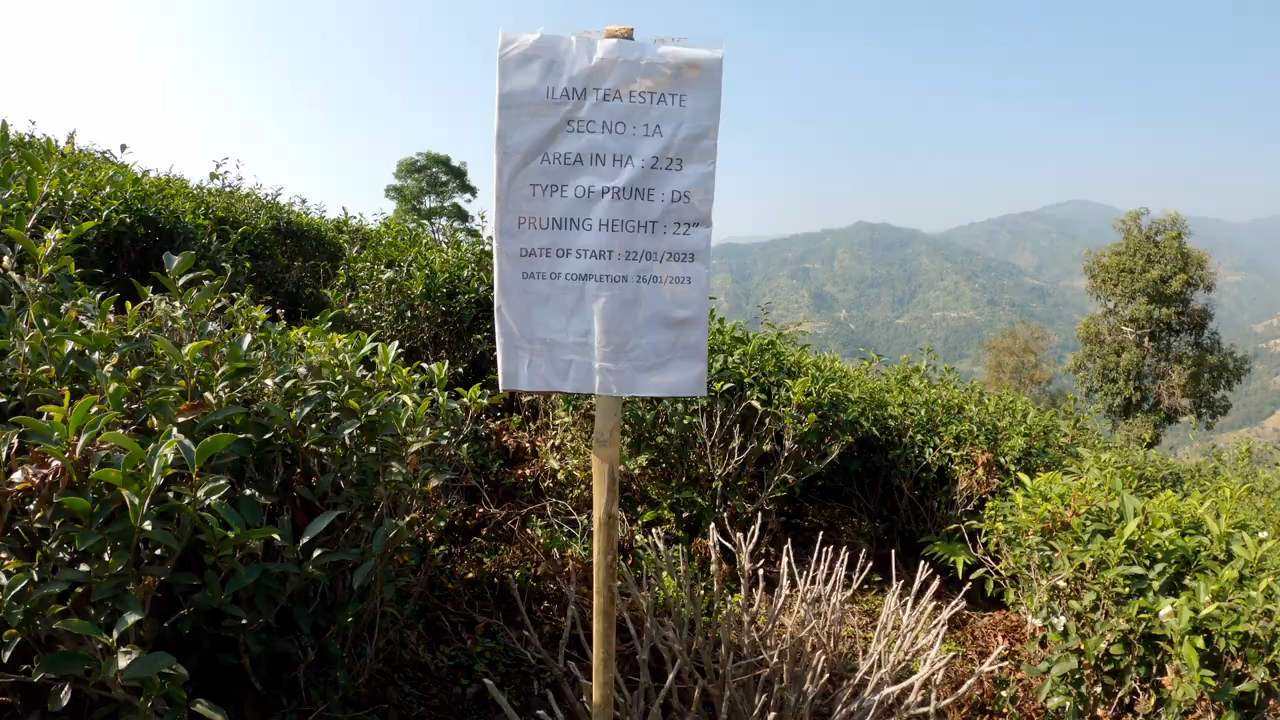 ILAM TEA ESTATE
SEC NO : 1A
AREA IN HA : 2.23
TYPE OF PRUNE : DS
PRUNING HEIGHT : 22”
DATE OF START : 22/01/2023
DATE OF COMPLETION : 26/01/2023